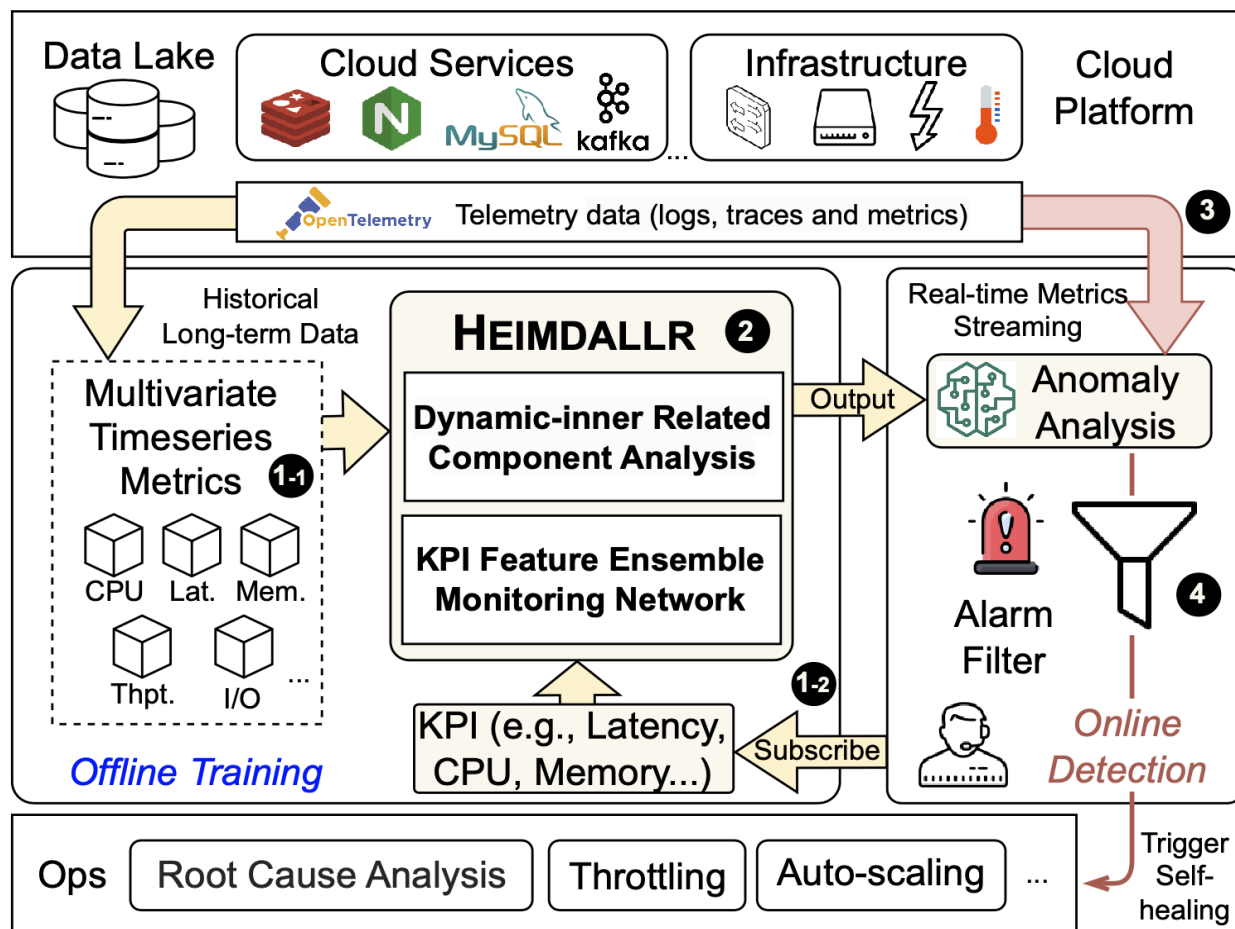 Data Lake
Cloud Services
MySQL
kafka
...
Infrastructure
Cloud
Platform
OpenTelemetry
Telemetry data (logs, traces and metrics)
3
Historical
Long-term Data
Multivariate
Timeseries
Metrics
1-1
CPU
Lat.
Mem.
Thpt.
I/O
...
Offline Training
HEIMDALLR
2
Dynamic-inner Related
Component Analysis
KPI Feature Ensemble
Monitoring Network
1-2
KPI (e.g., Latency,
CPU, Memory...)
Subscribe
Output
Real-time Metrics
Streaming
Anomaly
Analysis
Alarm
Filter
4
Online
Detection
Ops
Root Cause Analysis
Throttling
Auto-scaling
...
Trigger
Self-
healing